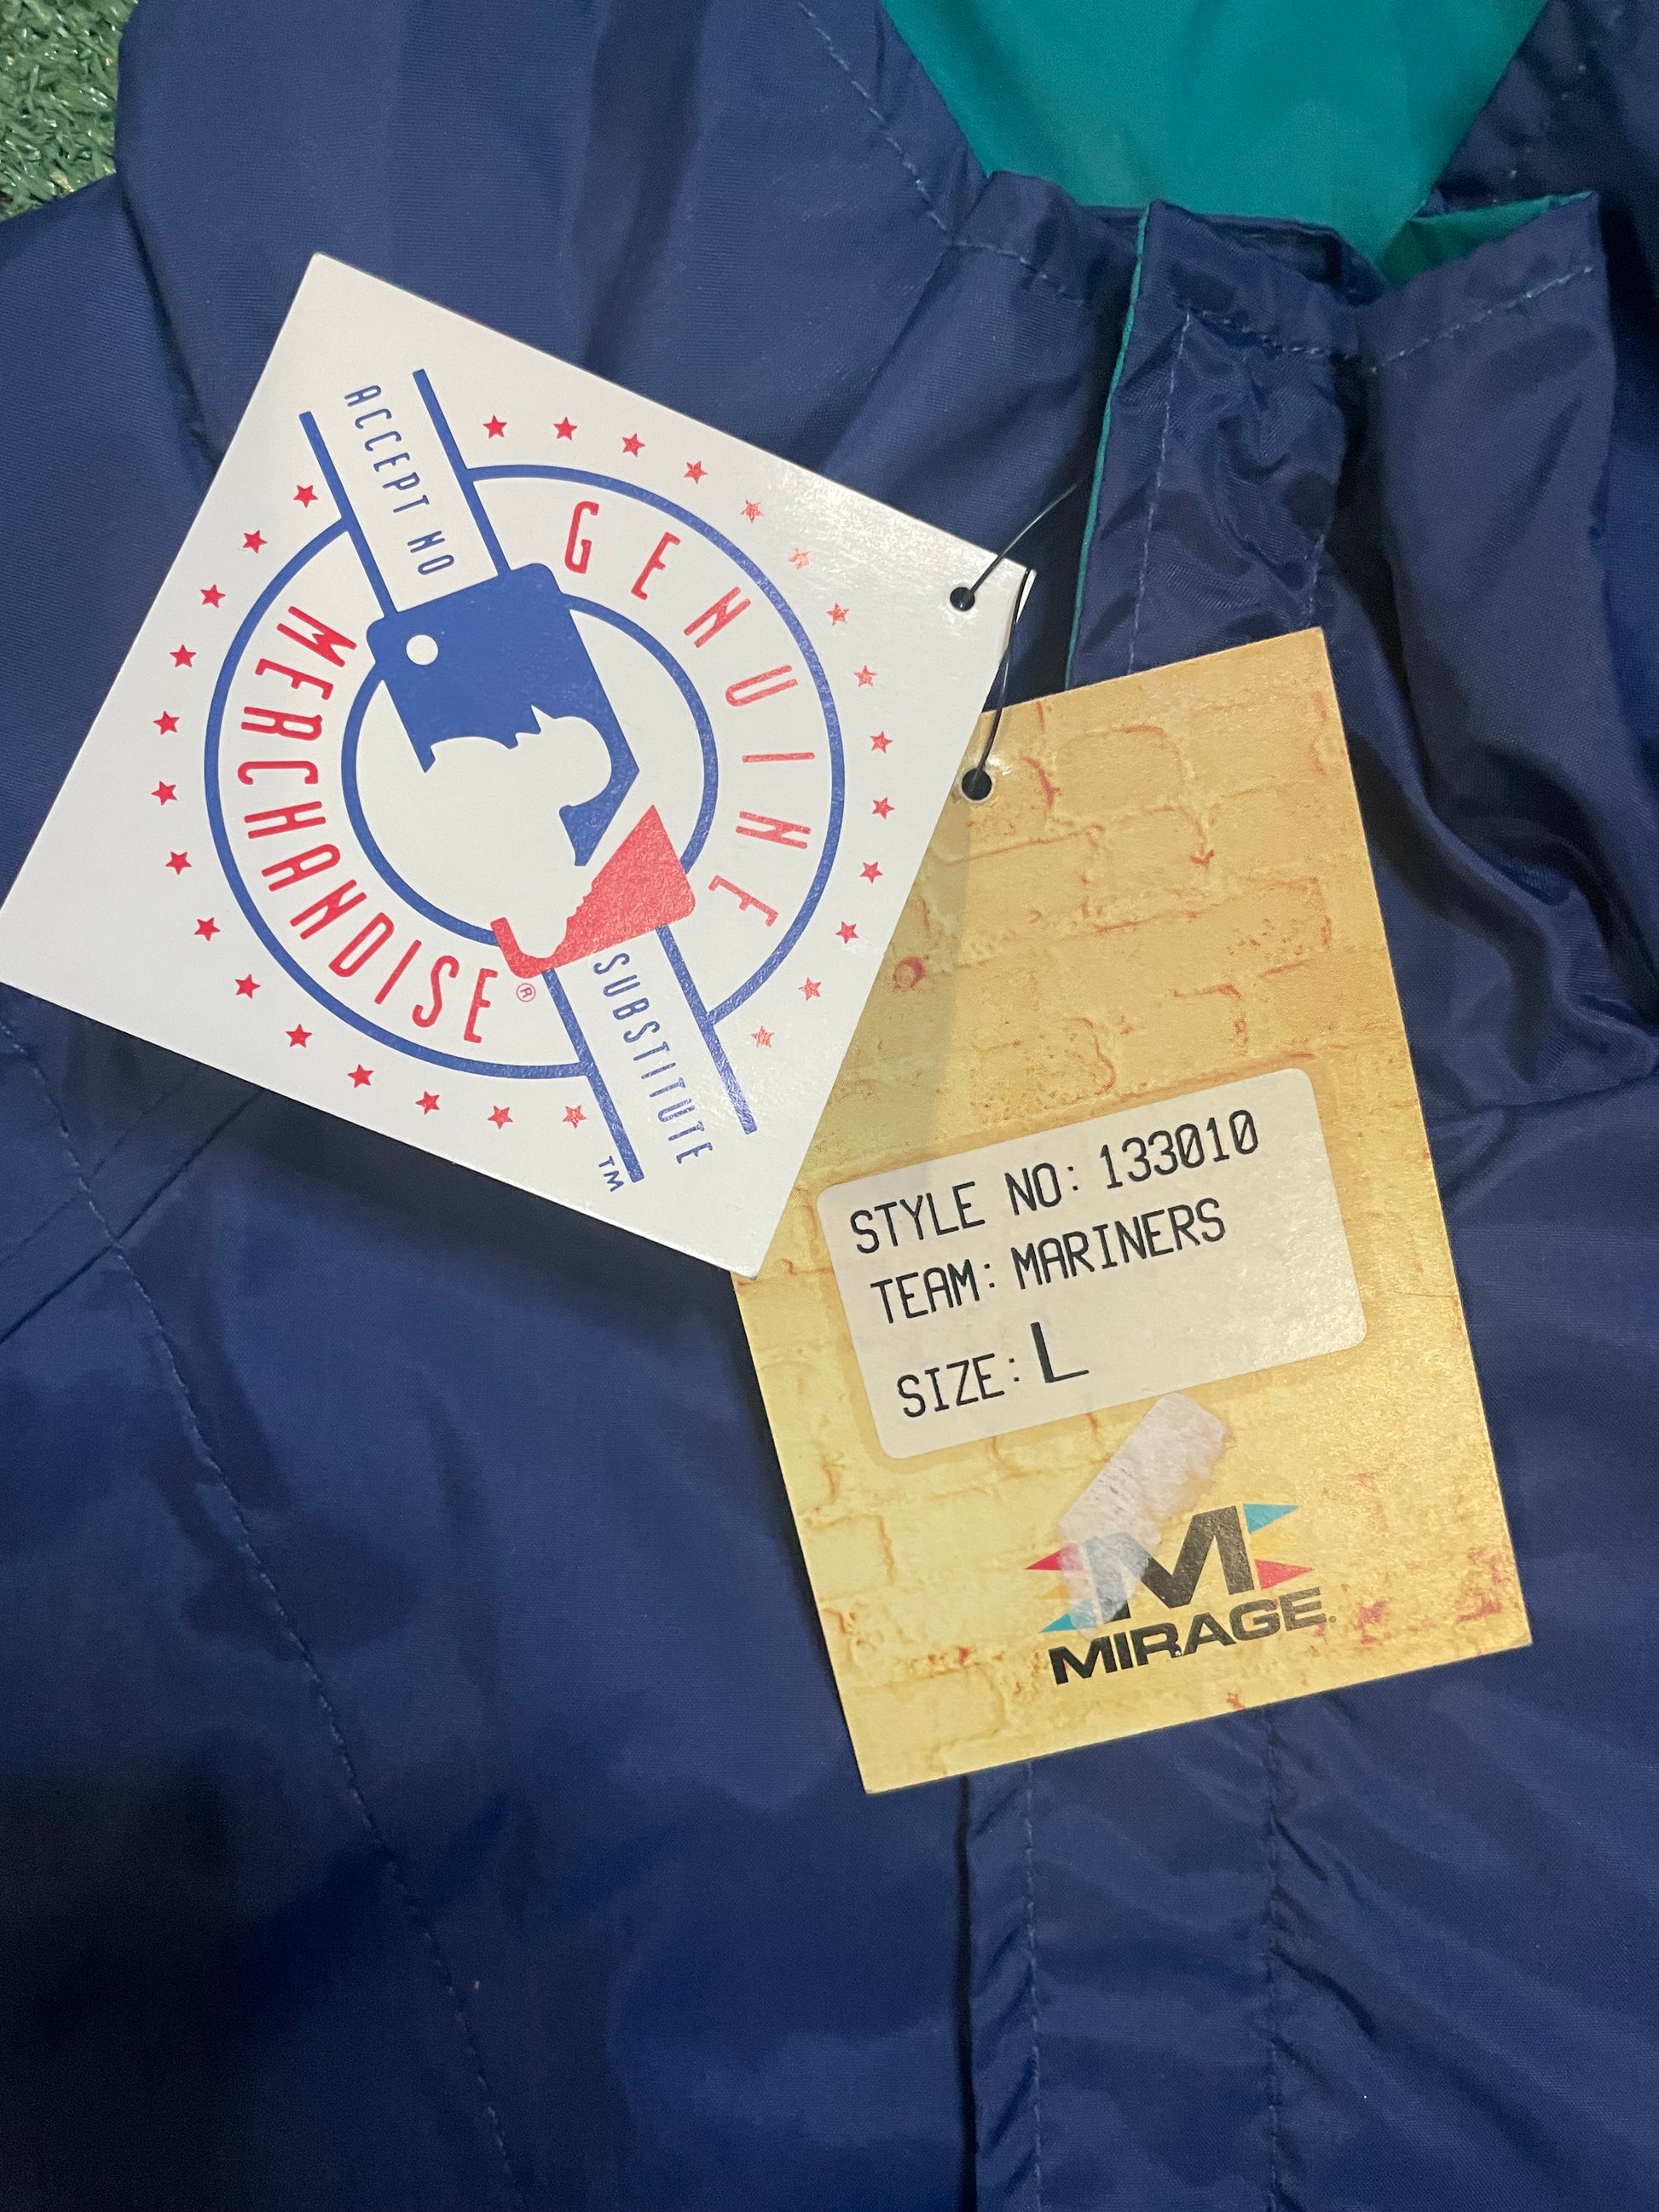 ACCEPT NO
GENUINE
MERCHANDISE®
SUBSTITUTE
TM
STYLE NO: 133010
TEAM: MARINERS
SIZE: L
M
MIRAGE®